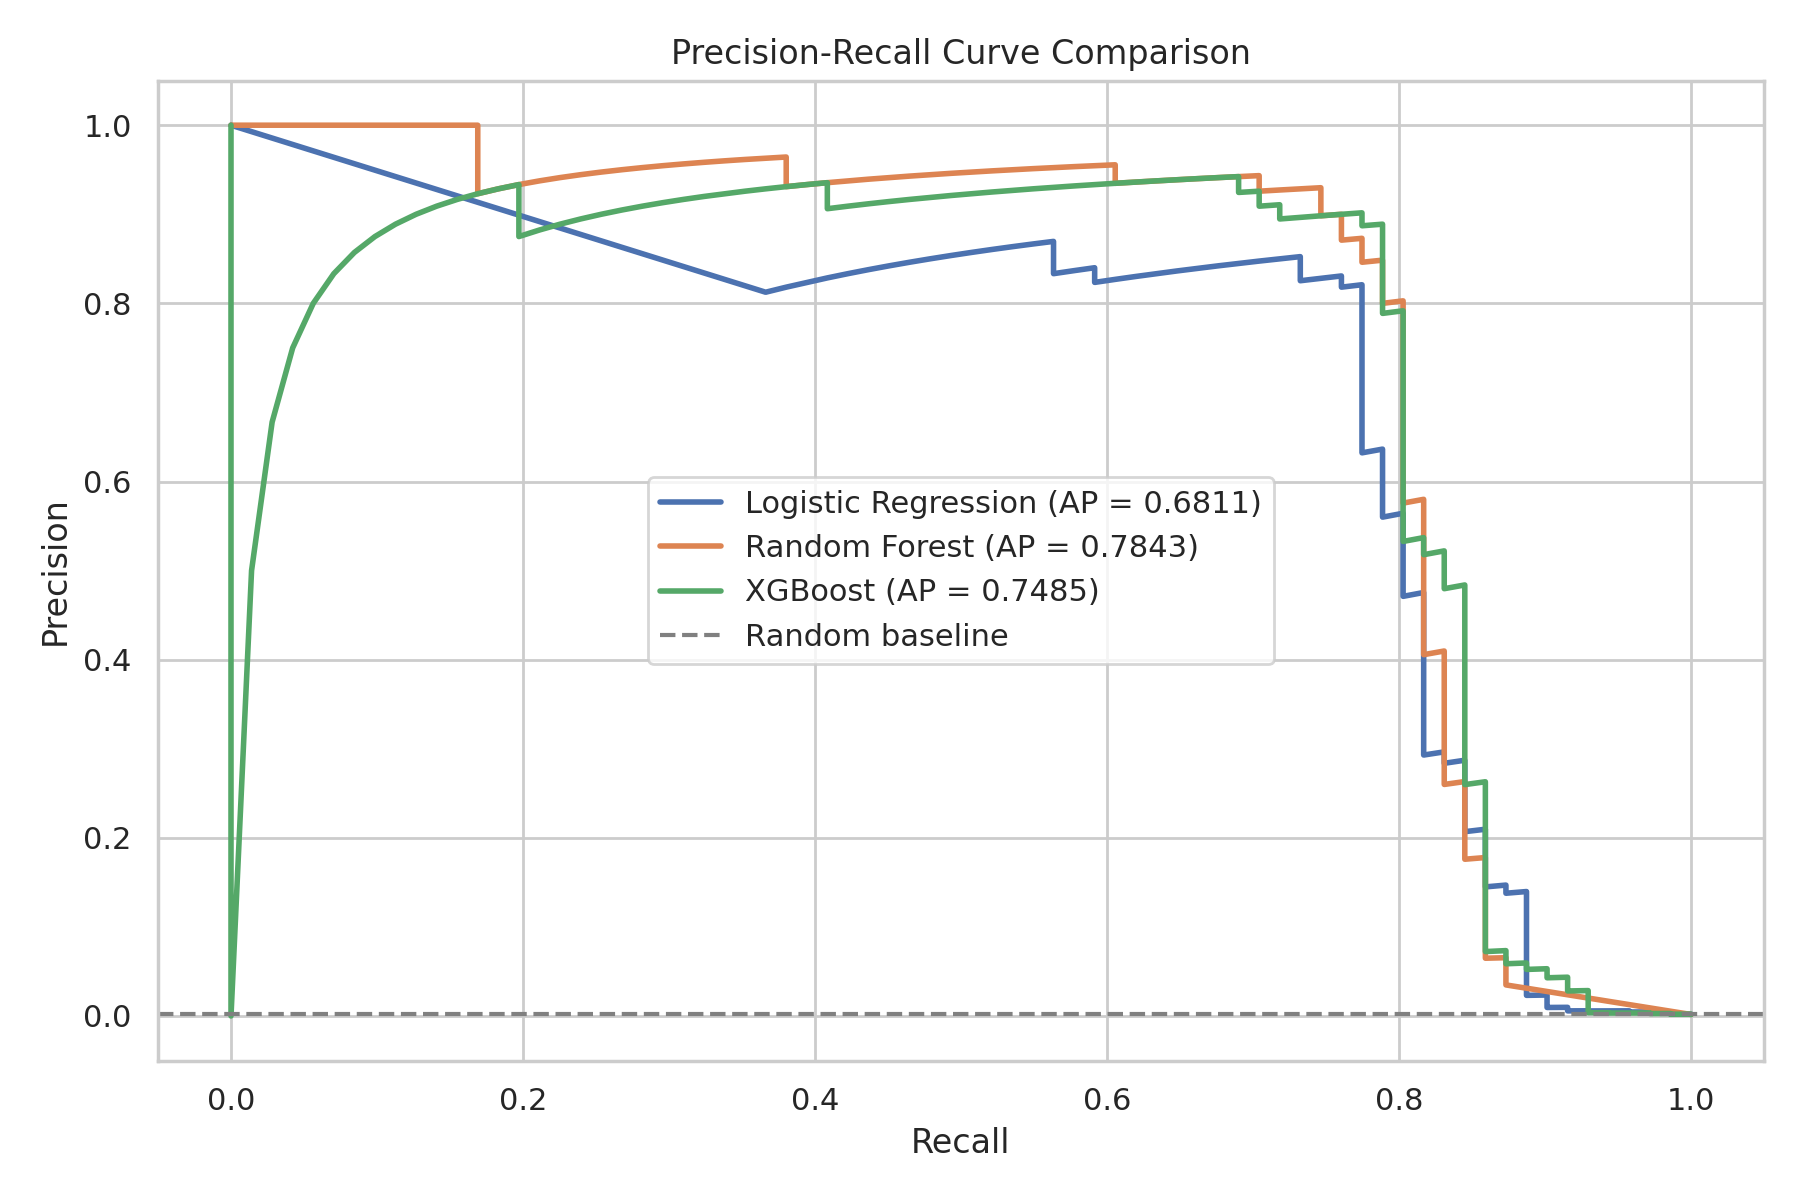 Precision-Recall Curve Comparison
1.0
0.8
0.6
0.4
0.2
0.0
Precision
Logistic Regression (AP = 0.6811)
Random Forest (AP = 0.7843)
XGBoost (AP = 0.7485)
Random baseline
0.0 0.2 0.4 0.6 0.8 1.0
Recall